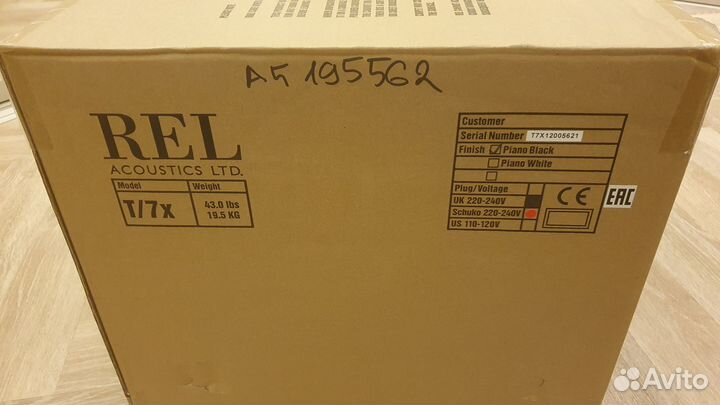 A5 195562
REL
ACOUSTICS LTD.
Model Weight
T/7x 43.0 lbs
19.5 KG
Customer
Serial Number T7X12005621
Finish Piano Black
Piano White
Plug/Voltage
UK 220-240V
Schuko 220-240V
US 110-120V
CE
EAC
Avito